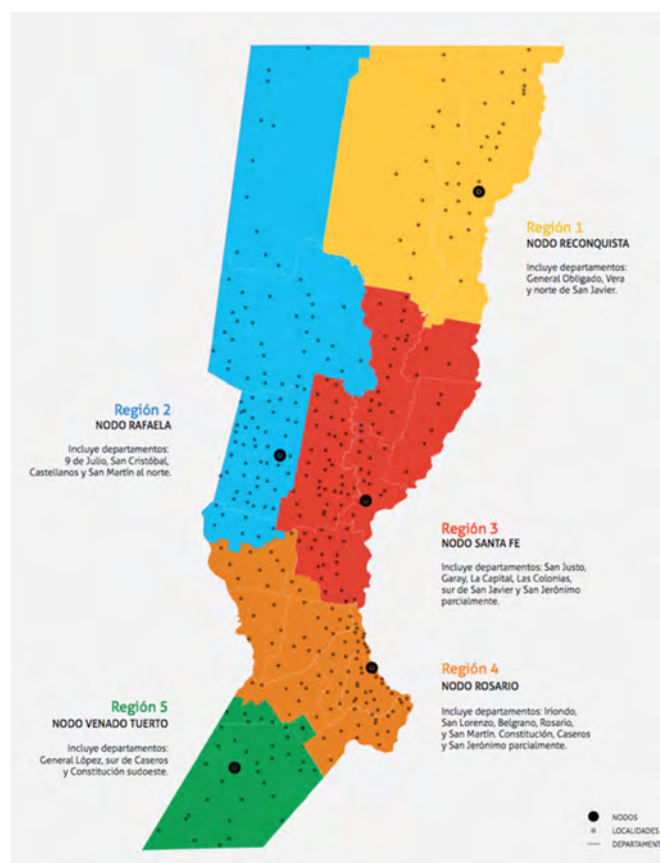 Región 1
NODO RECONQUISTA
Incluye departamentos:
General Obligado, Vera
y norte de San Javier.
Región 2
NODO RAFAELA
Incluye departamentos:
9 de Julio, San Cristóbal,
Castellanos y San Martín al norte.
Región 3
NODO SANTA FE
Incluye departamentos: San Justo,
Garay, La Capital, Las Colonias,
sur de San Javier y San Jerónimo
parcialmente.
Región 4
NODO ROSARIO
Incluye departamentos: Iriondo,
San Lorenzo, Belgrano, Rosario,
y San Martín. Constitución, Caseros
y San Jerónimo parcialmente.
Región 5
NODO VENADO TUERTO
Incluye departamentos:
General López, sur de Caseros
y Constitución sudoeste.
NODOS
LOCALIDADES
DEPARTAMENT